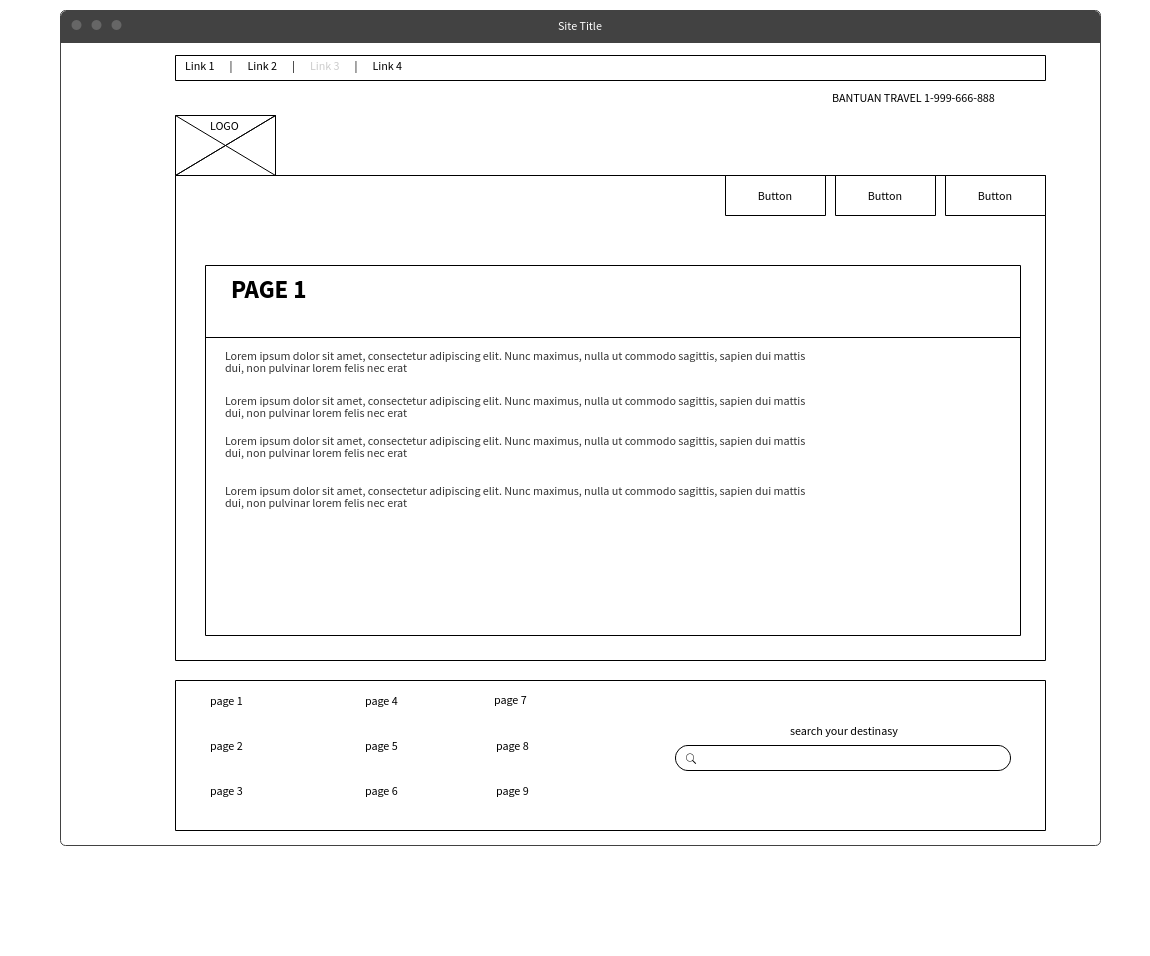 Site Title
Link 1 | Link 2 | Link 3 | Link 4
BANTUAN TRAVEL 1-999-666-888
LOGO
Button Button Button
PAGE 1
Lorem ipsum dolor sit amet, consectetur adipiscing elit. Nunc maximus, nulla ut commodo sagittis, sapien dui mattis
dui, non pulvinar lorem felis nec erat
Lorem ipsum dolor sit amet, consectetur adipiscing elit. Nunc maximus, nulla ut commodo sagittis, sapien dui mattis
dui, non pulvinar lorem felis nec erat
Lorem ipsum dolor sit amet, consectetur adipiscing elit. Nunc maximus, nulla ut commodo sagittis, sapien dui mattis
dui, non pulvinar lorem felis nec erat
Lorem ipsum dolor sit amet, consectetur adipiscing elit. Nunc maximus, nulla ut commodo sagittis, sapien dui mattis
dui, non pulvinar lorem felis nec erat
page 1 page 4 page 7
search your destinasy
page 2 page 5 page 8
page 3 page 6 page 9